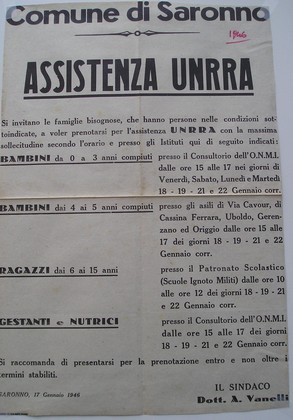 Comune di Saronno
1946
ASSISTENZA UNRRA
Si invitano le famiglie bisognose, che hanno persone nelle condizioni sot-
toindicate, a voler prenotarsi per l'assistenza UNRRA con la massima
sollecitudine secondo l'orario e presso gli Istituti qui di seguito indicati:
BAMBINI da 0 a 3 anni compiuti presso il Consultorio dell'O.N.M.I.
dalle ore 15 alle 17 nei giorni di
Venerdi, Sabato, Lunedì e Martedì
18 - 19 - 21 e 22 Gennaio corr.
BAMBINI dai 4 ai 5 anni compiuti presso gli asili di Via Cavour, di
Cassina Ferrara, Uboldo, Gerenzano
ed Origgio dalle ore 15 alle
17 dei giorni 18 - 19 - 21 e 22
Gennaio corr.
RAGAZZI dai 6 ai 15 anni presso il Patronato Scolastico
(Scuole Ignoto Militi) dalle ore 10
alle ore 12 dei giorni 18 - 19 - 21
e 22 Gennaio corr.
GESTANTI e NUTRICI presso il Consultorio dell'O.N.M.I.
dalle ore 15 alle 17 dei giorni
18 - 19 - 21 e 22 Gennaio corr.
Si raccomanda di presentarsi per la prenotazione entro e non oltre i
termini stabiliti.
SARONNO, 17 Gennaio 1946
IL SINDACO
Dott. A. Vanelli